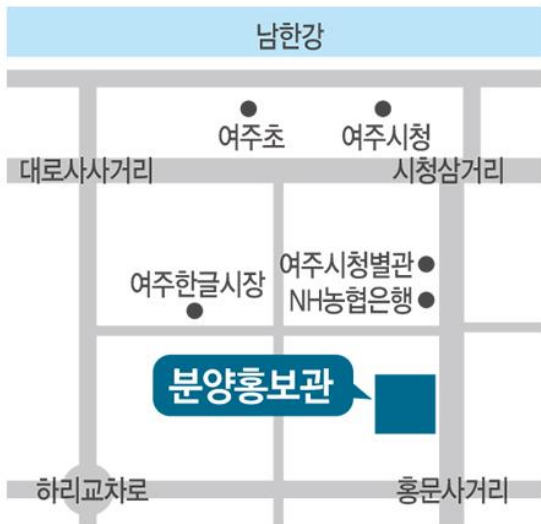 남한강
여주초
여주시청
대로사사거리
시청삼거리
여주시청별관
여주한글시장
NH농협은행
분양홍보관
하리교차로
홍문사거리